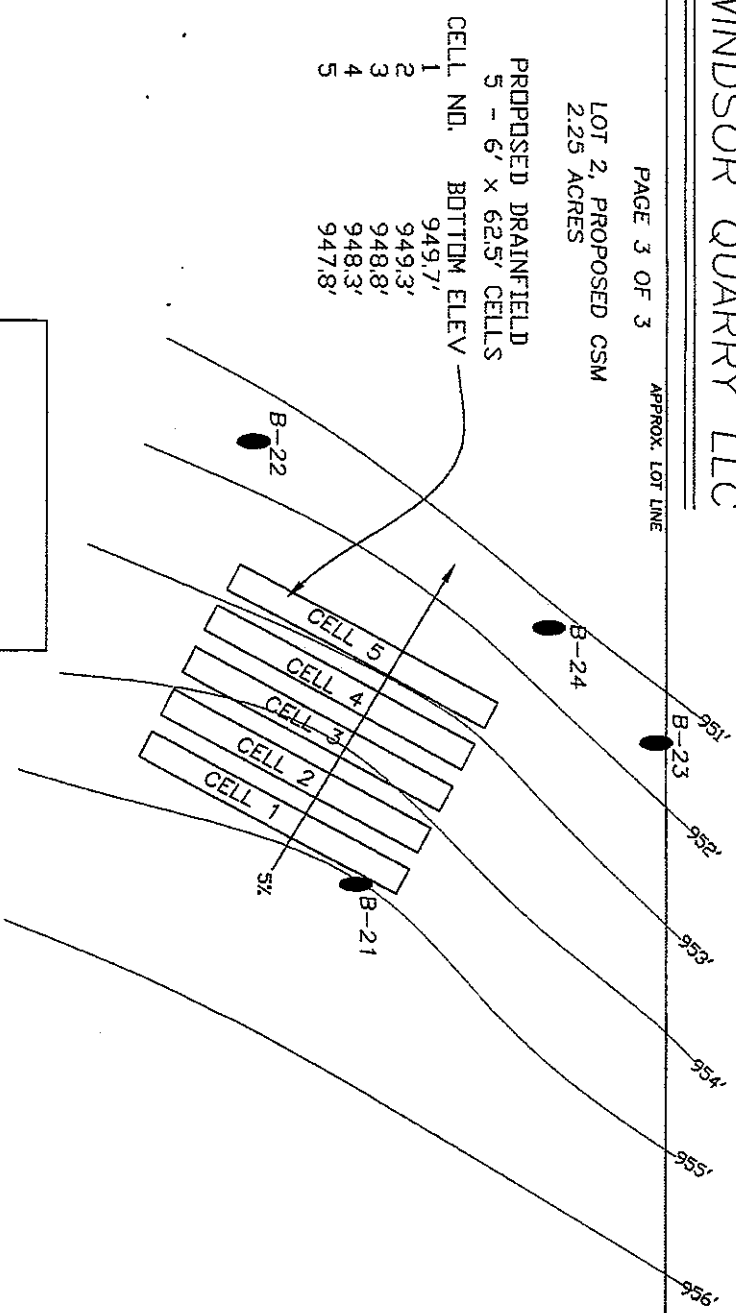 WINDSOR QUARRY LLC
PAGE 3 OF 3
APPROX. LOT LINE
LOT 2, PROPOSED CSM
2.25 ACRES
PROPOSED DRAINFIELD
5 - 6' x 62.5' CELLS
CELL NO. BOTTOM ELEV
1 949.7'
2 949.3'
3 948.8'
4 948.3'
5 947.8'
951'
952'
953'
954'
955'
956'
B-23
B-24
B-22
B-21
CELL 5
CELL 4
CELL 3
CELL 2
CELL 1
5%